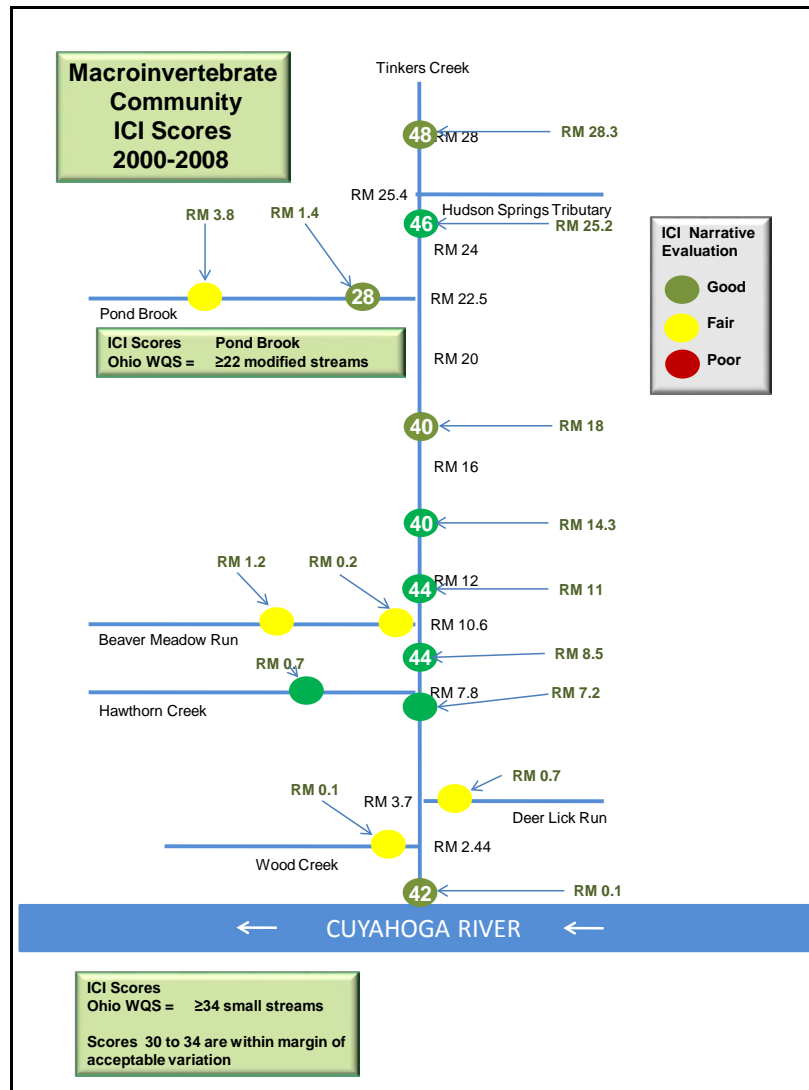 Macroinvertebrate
Community
ICI Scores
2000-2008
Tinkers Creek
48
RM 28
RM 28.3
RM 25.4
Hudson Springs Tributary
RM 3.8
RM 1.4
46
RM 25.2
RM 24
ICI Narrative
Evaluation
Good
Fair
Poor
28
RM 22.5
Pond Brook
ICI Scores Pond Brook
Ohio WQS = ≥22 modified streams
RM 20
40
RM 18
RM 16
40
RM 14.3
RM 1.2
RM 0.2
RM 12
44
RM 11
RM 10.6
Beaver Meadow Run
44
RM 8.5
RM 0.7
RM 7.8
RM 7.2
Hawthorn Creek
RM 0.7
RM 0.1
RM 3.7
Deer Lick Run
RM 2.44
Wood Creek
42
RM 0.1
← CUYAHOGA RIVER ←
ICI Scores
Ohio WQS = ≥34 small streams
Scores 30 to 34 are within margin of
acceptable variation